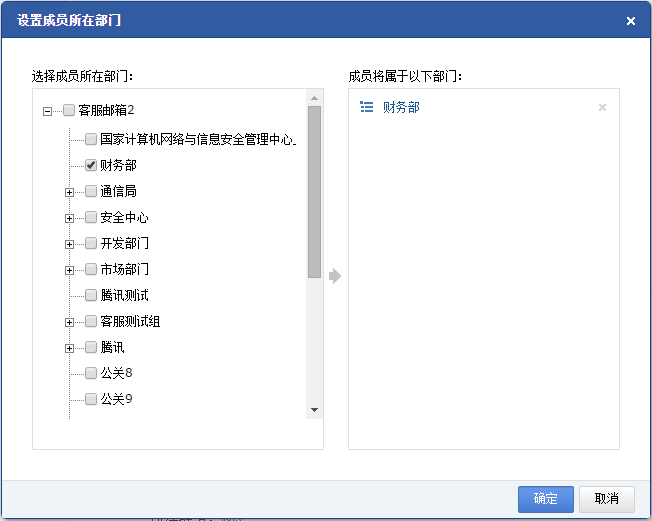 设置成员所在部门
选择成员所在部门：
成员将属于以下部门：
客服邮箱2
国家计算机网络与信息安全管理中心_
财务部
通信局
安全中心
开发部门
市场部门
腾讯测试
客服测试组
腾讯
公关8
公关9
财务部
确定
取消